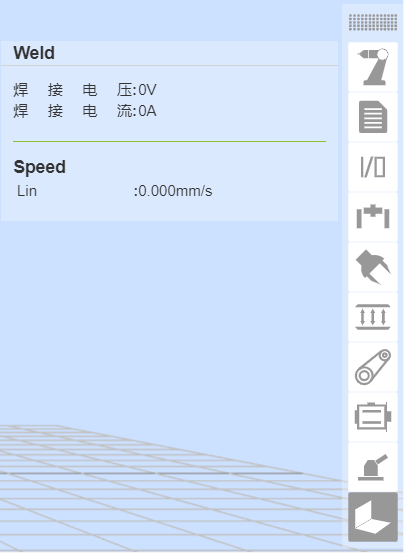 Weld
焊 接 电 压:0V
焊 接 电 流:0A
Speed
Lin :0.000mm/s
I/O